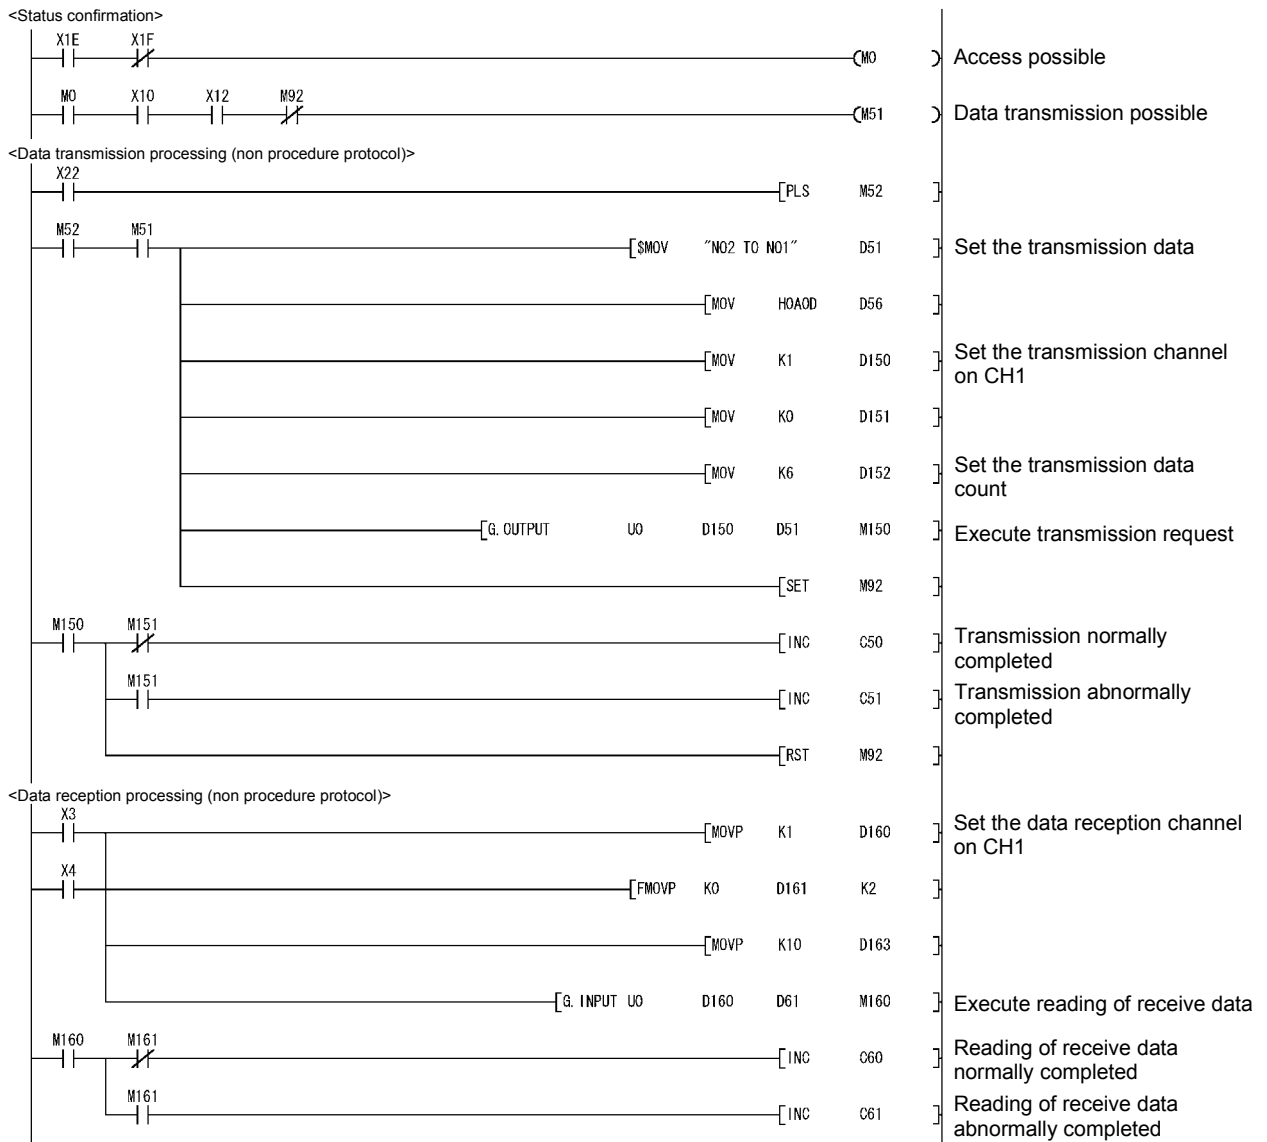 <Status confirmation>
X1E X1F
(M0 ) Access possible
M0 X10 X12 M92
(M51 ) Data transmission possible
<Data transmission processing (non procedure protocol)>
X22
[PLS M52 ]
M52 M51
[$MOV "NO2 TO NO1" D51 ] Set the transmission data
[MOV H0A0D D56 ]
[MOV K1 D150 ] Set the transmission channel
on CH1
[MOV K0 D151 ]
[MOV K6 D152 ] Set the transmission data
count
[G.OUTPUT U0 D150 D51 M150 ] Execute transmission request
[SET M92 ]
M150 M151
[INC C50 ] Transmission normally
completed
M151
[INC C51 ] Transmission abnormally
completed
[RST M92 ]
<Data reception processing (non procedure protocol)>
X3
[MOVP K1 D160 ] Set the data reception channel
on CH1
X4
[FMOVP K0 D161 K2 ]
[MOVP K10 D163 ]
[G.INPUT U0 D160 D61 M160 ] Execute reading of receive data
M160 M161
[INC C60 ] Reading of receive data
normally completed
M161
[INC C61 ] Reading of receive data
abnormally completed